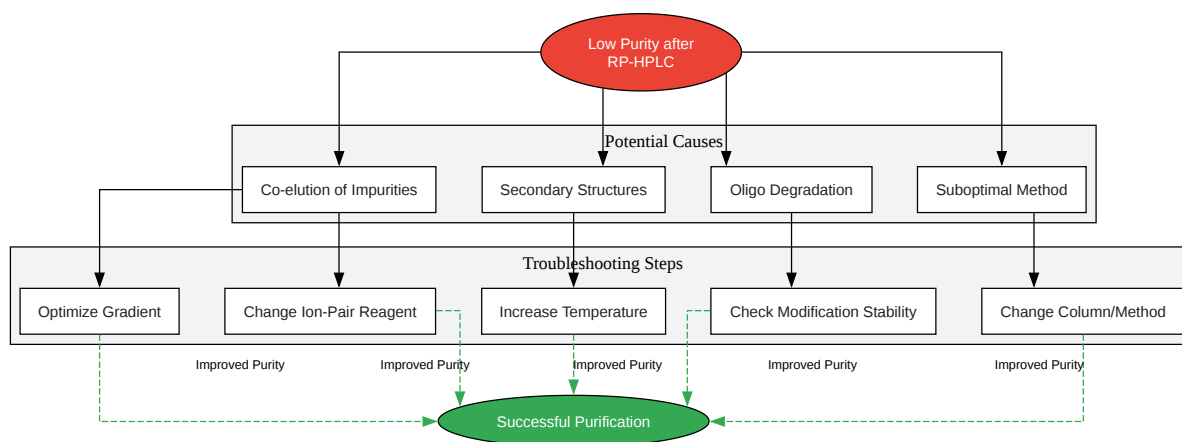 Low Purity after
RP-HPLC
Potential Causes
Co-elution of Impurities
Secondary Structures
Oligo Degradation
Suboptimal Method
Troubleshooting Steps
Optimize Gradient
Change Ion-Pair Reagent
Increase Temperature
Check Modification Stability
Change Column/Method
Improved Purity
Improved Purity
Improved Purity
Improved Purity
Improved Purity
Successful Purification